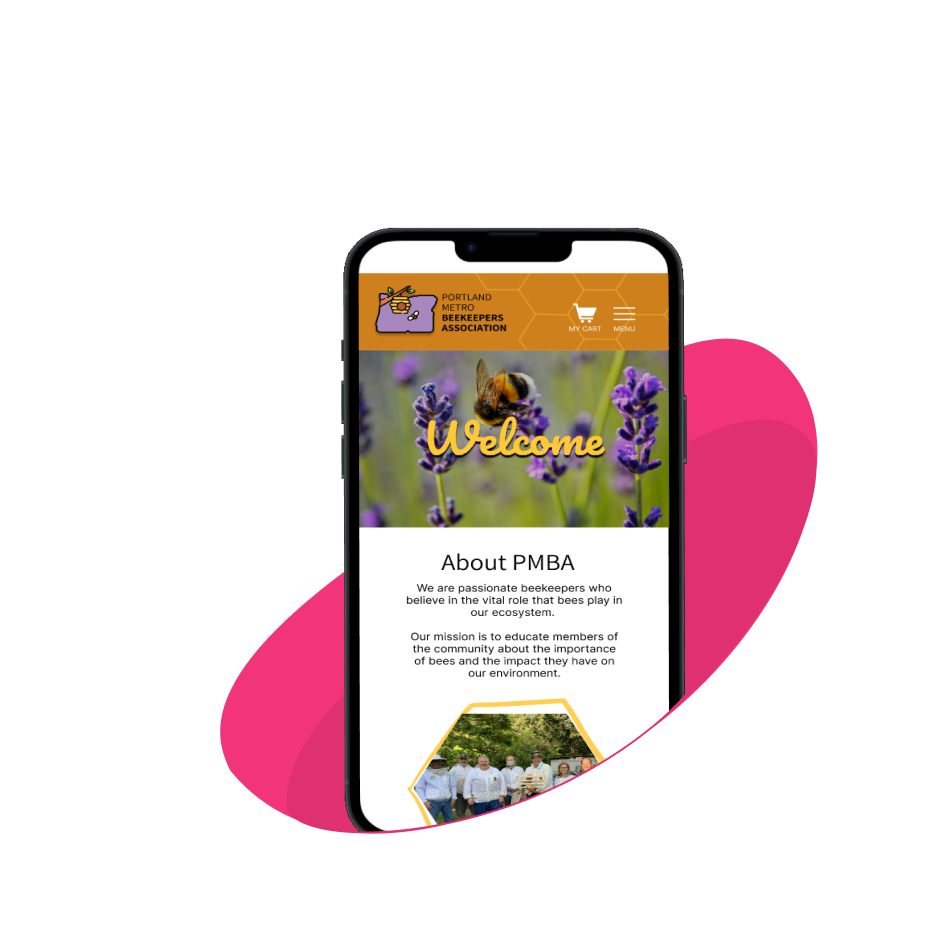 PORTLAND
METRO
BEEKEEPERS
ASSOCIATION
MY CART
MENU
Welcome
About PMBA
We are passionate beekeepers who
believe in the vital role that bees play in
our ecosystem.
Our mission is to educate members of
the community about the importance
of bees and the impact they have on
our environment.